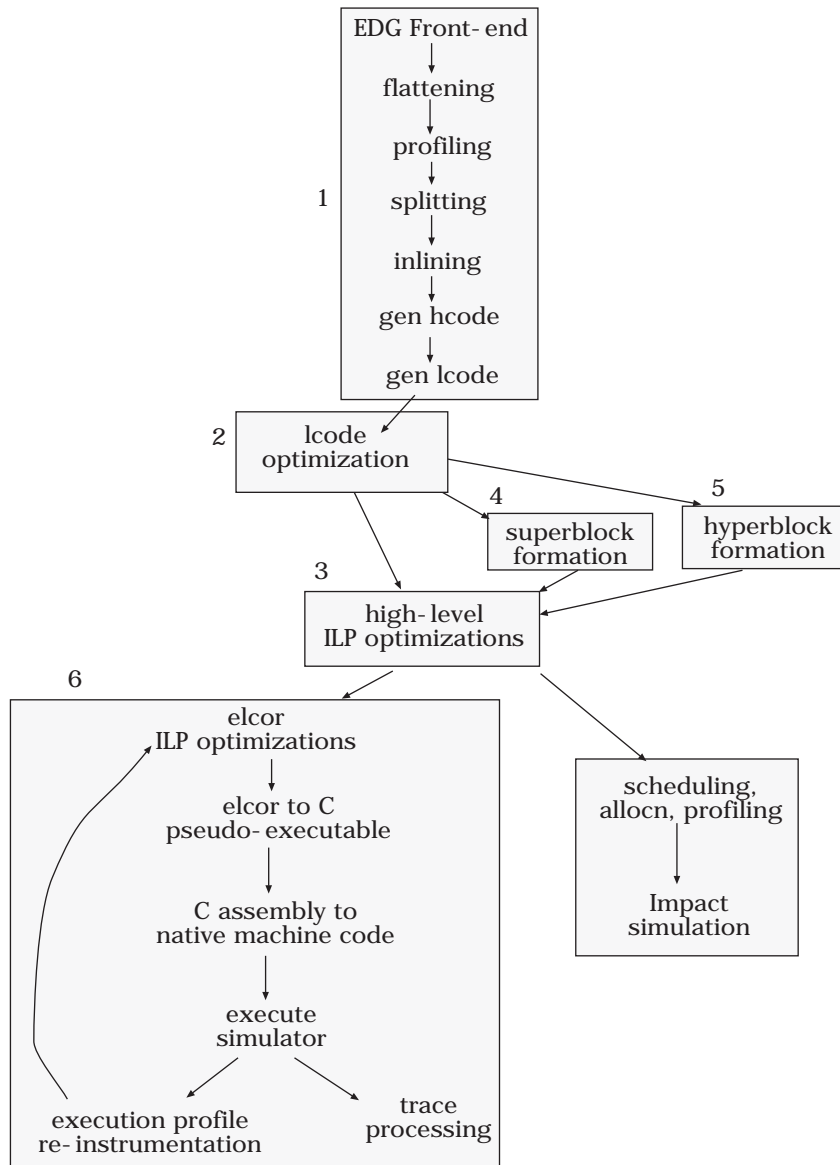 EDG Front-end
flattening
profiling
1
splitting
inlining
gen hcode
gen lcode
2
lcode
optimization
4
superblock
formation
5
hyperblock
formation
3
high-level
ILP optimizations
6
elcor
ILP optimizations
elcor to C
pseudo-executable
C assembly to
native machine code
execute
simulator
execution profile
re-instrumentation
trace
processing
scheduling,
allocn, profiling
Impact
simulation